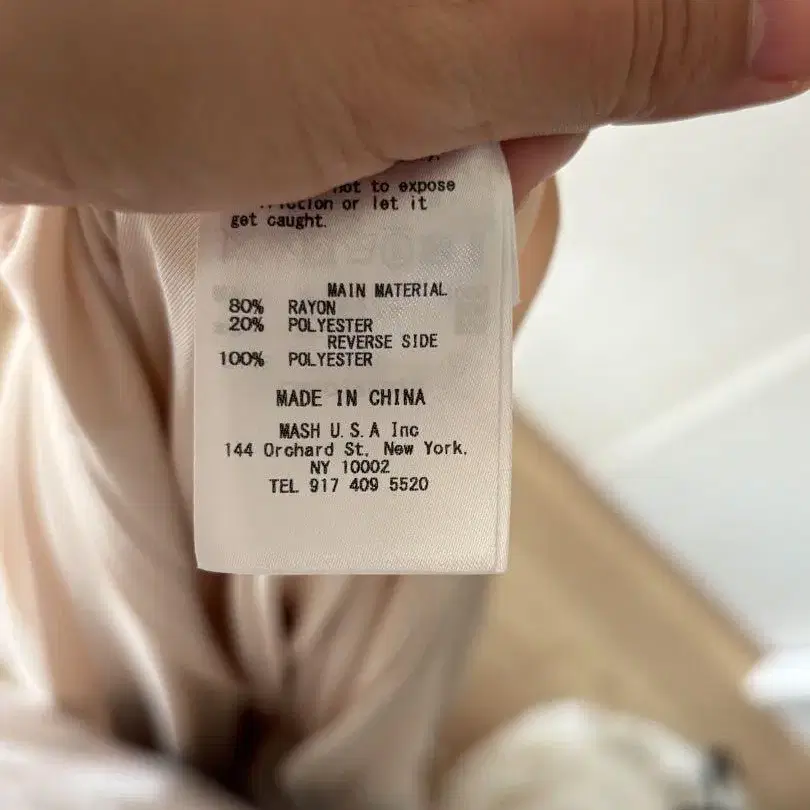 not to expose
or let it
get caught.
MAIN MATERIAL
80% RAYON
20% POLYESTER
REVERSE SIDE
100% POLYESTER
MADE IN CHINA
MASH U.S.A Inc
144 Orchard St, New York,
NY 10002
TEL 917 409 5520